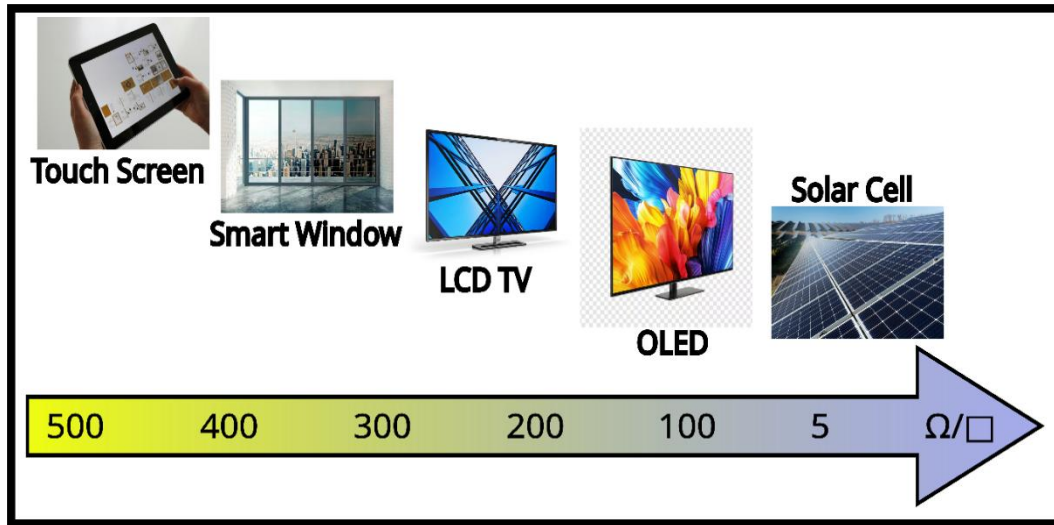 Touch Screen
Smart Window
LCD TV
OLED
Solar Cell
500 400 300 200 100 5 Ω/□